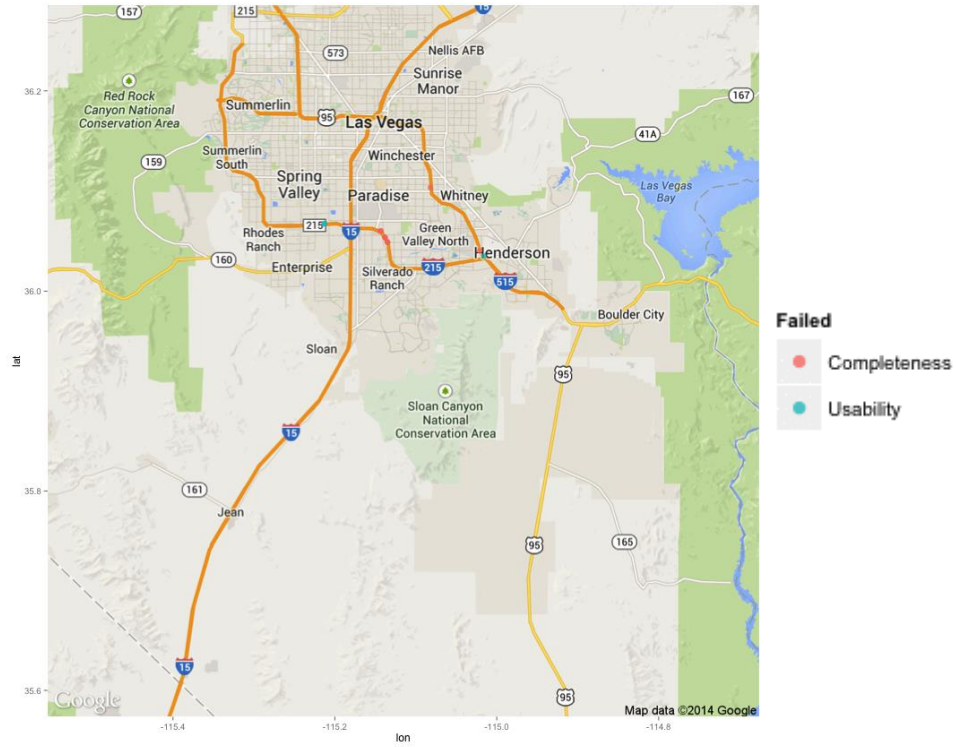 157
215
15
573
Nellis AFB
Sunrise
Manor
36.2
Red Rock
Canyon National
Conservation Area
Summerlin
95
Las Vegas
167
41A
159
Summerlin
South
Winchester
Spring
Valley
Paradise
Whitney
Las Vegas
Bay
215
15
Rhodes
Ranch
Green
Valley North
Henderson
160
Enterprise
Silverado
Ranch
215
515
36.0
Boulder City
Failed
Completeness
Usability
Sloan
lat
95
Sloan Canyon
National
Conservation Area
15
35.8
161
Jean
95
165
15
35.6
Google
95
Map data ©2014 Google
-115.4
-115.2
-115.0
-114.8
lon